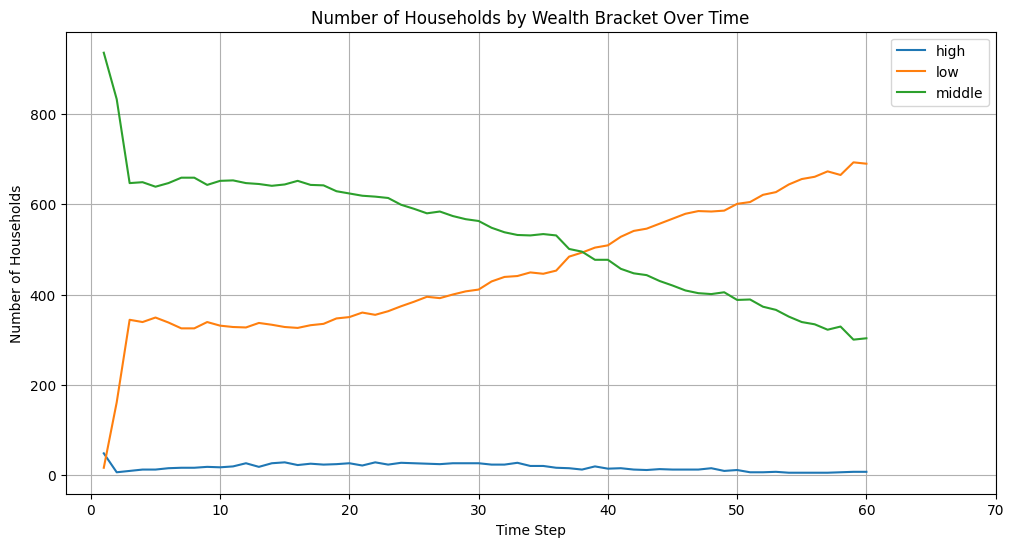 Number of Households by Wealth Bracket Over Time
high
low
middle
Number of Households
800
600
400
200
0
0 10 20 30 40 50 60 70
Time Step